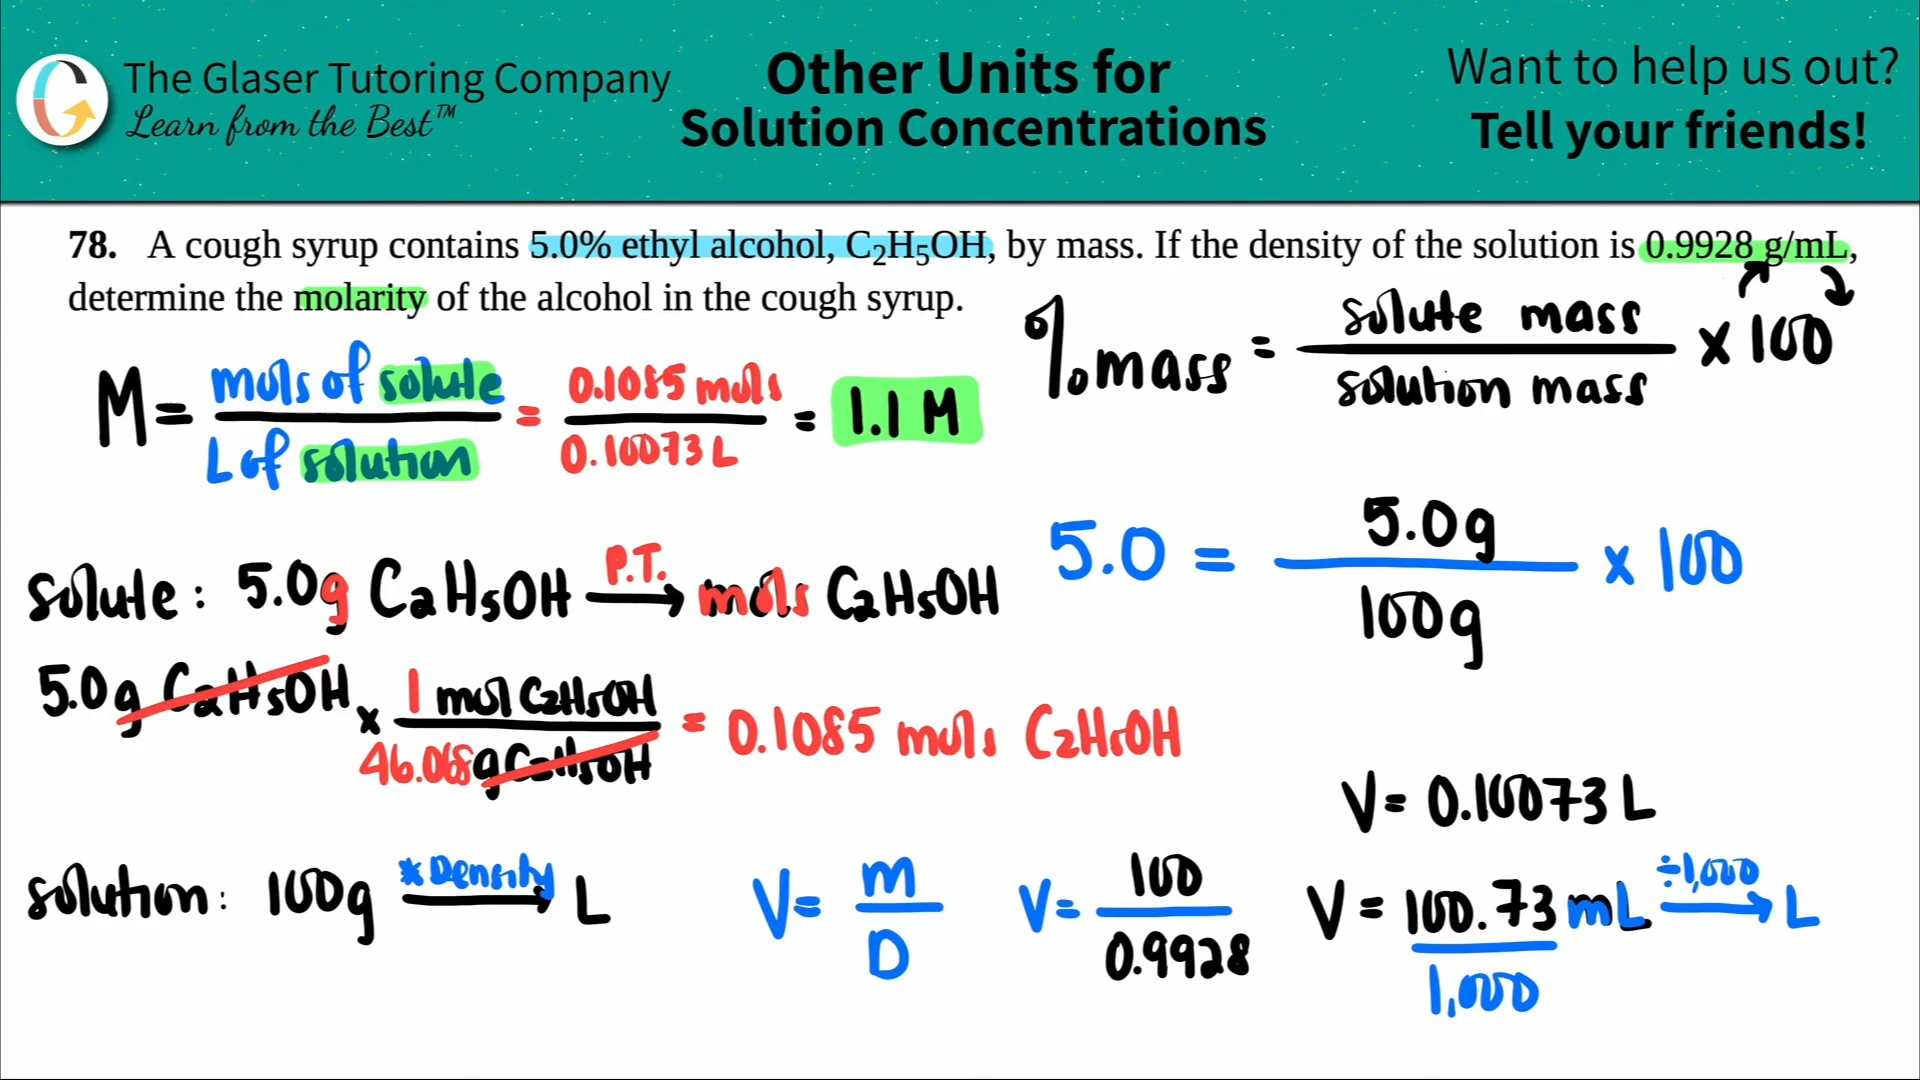 The Glaser Tutoring Company
Learn from the Best™
Other Units for
Solution Concentrations
Want to help us out?
Tell your friends!
78. A cough syrup contains 5.0% ethyl alcohol, C₂H₅OH, by mass. If the density of the solution is 0.9928 g/mL,
determine the molarity of the alcohol in the cough syrup.
%mass = solute mass / solution mass x 100
M = mols of solute / L of solution = 0.1085 mols / 0.10073 L = 1.1 M
5.0 = 5.0g / 100g x 100
solute: 5.0g C₂H₅OH P.T. → mols C₂H₅OH
5.0g C₂H₅OH x 1 mol C₂H₅OH / 46.068g C₂H₅OH = 0.1085 mols C₂H₅OH
V = 0.10073 L
solution: 100g *Density → L
V = m / D
V = 100 / 0.9928
V = 100.73 mL / 1,000 ÷1,000 → L